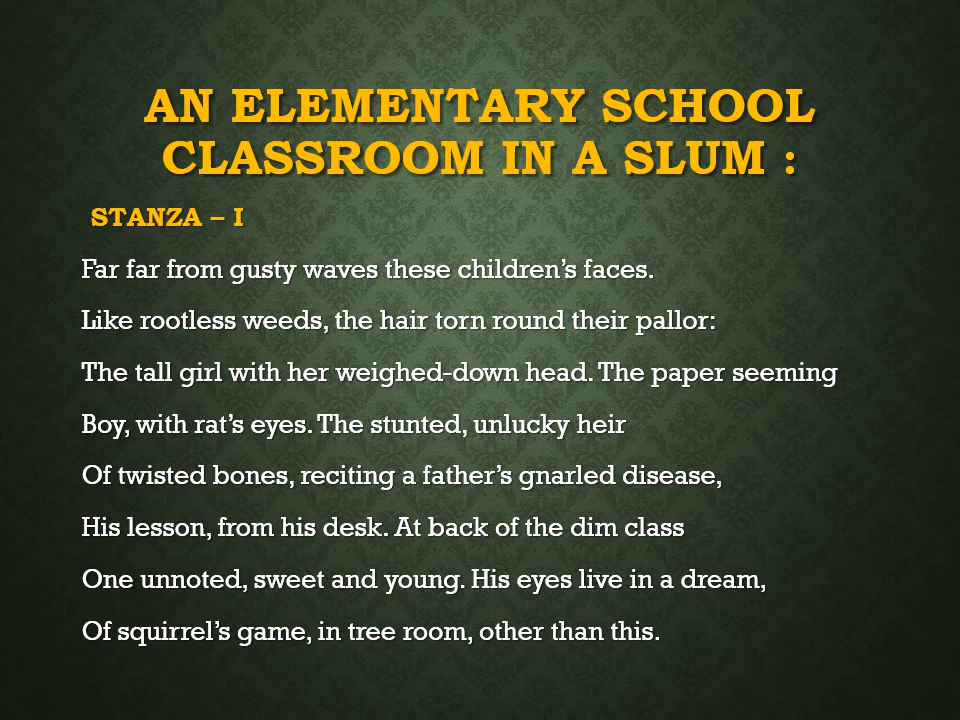 AN ELEMENTARY SCHOOL
CLASSROOM IN A SLUM :
STANZA – I
Far far from gusty waves these children’s faces.
Like rootless weeds, the hair torn round their pallor:
The tall girl with her weighed-down head. The paper seeming
Boy, with rat’s eyes. The stunted, unlucky heir
Of twisted bones, reciting a father’s gnarled disease,
His lesson, from his desk. At back of the dim class
One unnoted, sweet and young. His eyes live in a dream,
Of squirrel’s game, in tree room, other than this.